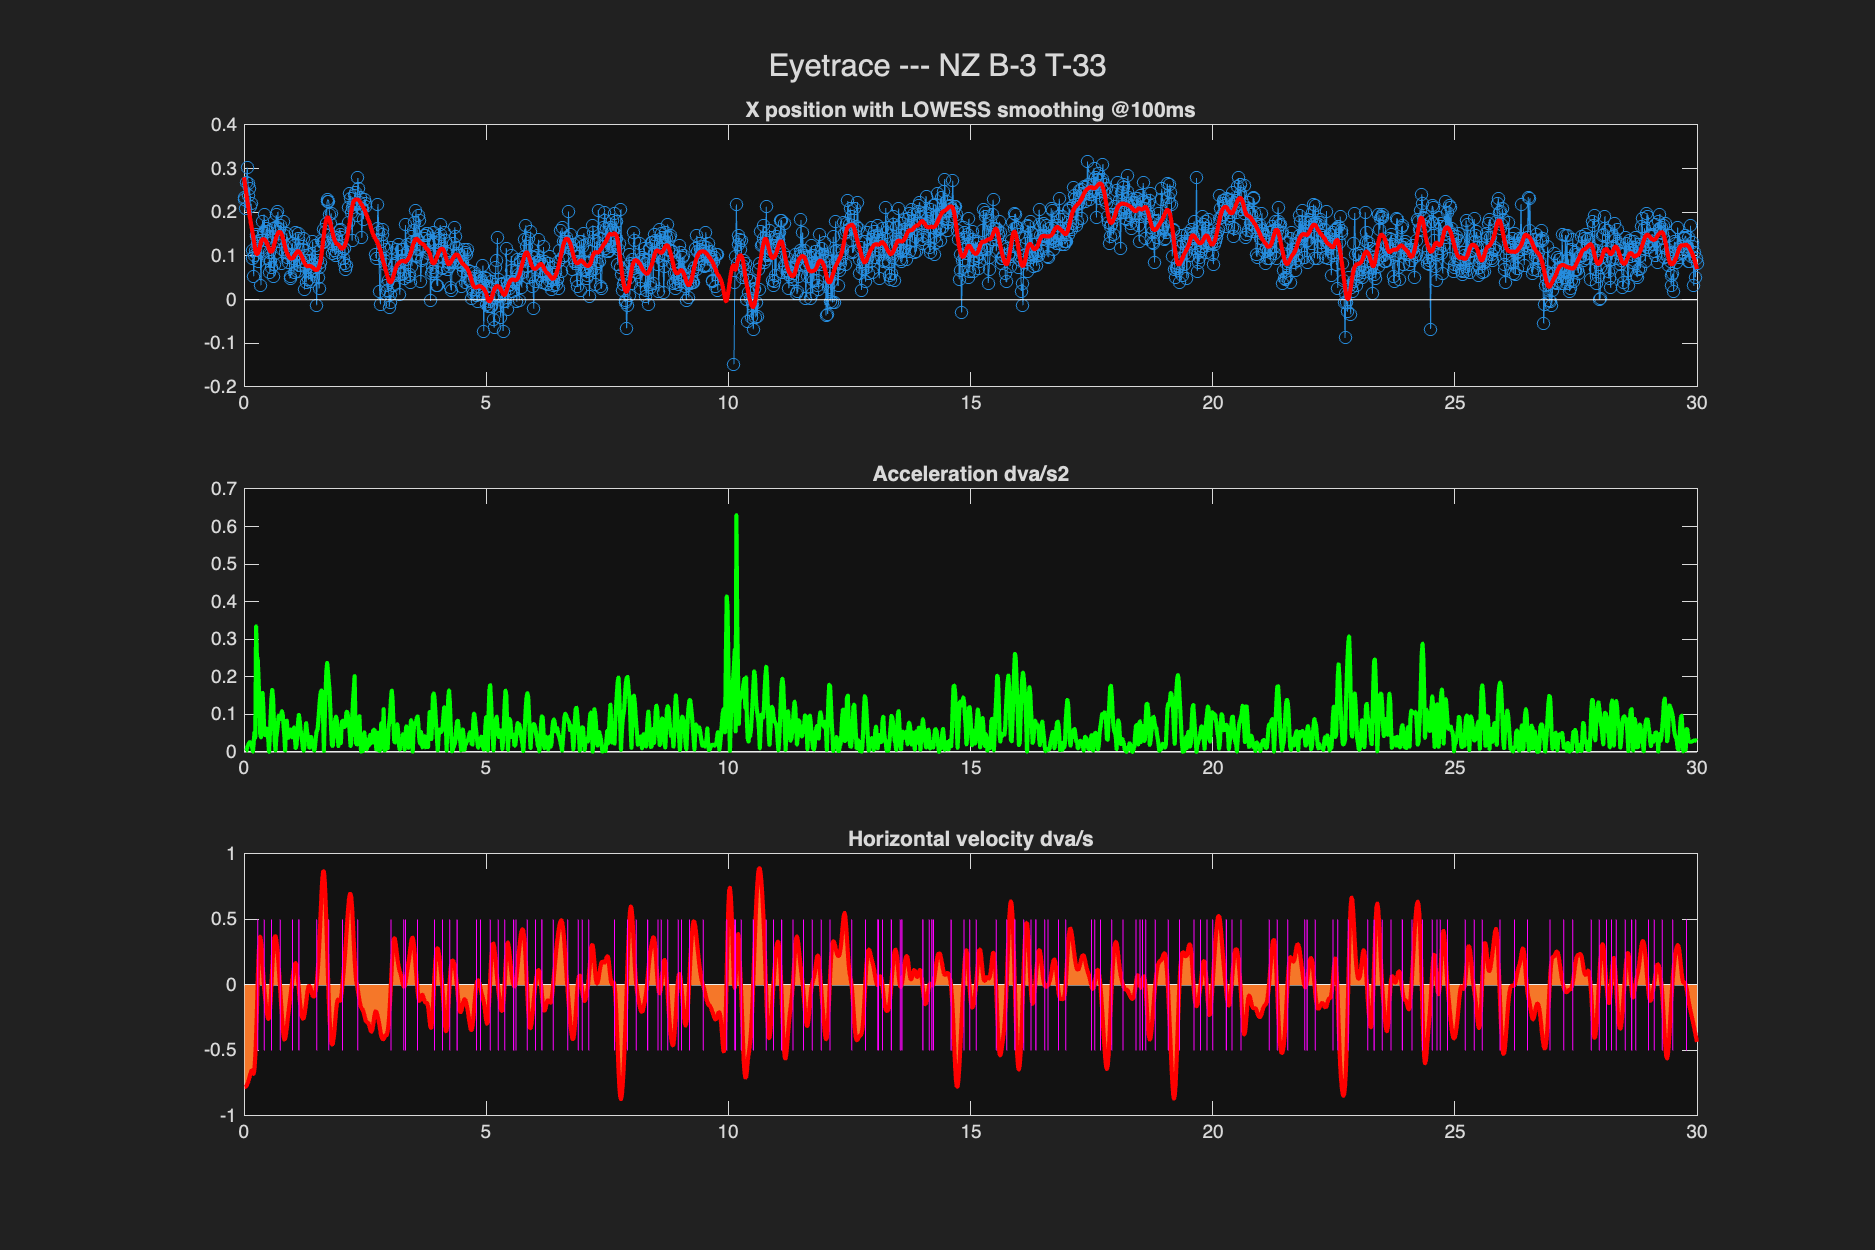 Eyetrace --- NZ B-3 T-33
X position with LOWESS smoothing @100ms
0.4
0.3
0.2
0.1
0
-0.1
-0.2
0 5 10 15 20 25 30
Acceleration dva/s2
0.7
0.6
0.5
0.4
0.3
0.2
0.1
0
0 5 10 15 20 25 30
Horizontal velocity dva/s
1
0.5
0
-0.5
-1
0 5 10 15 20 25 30